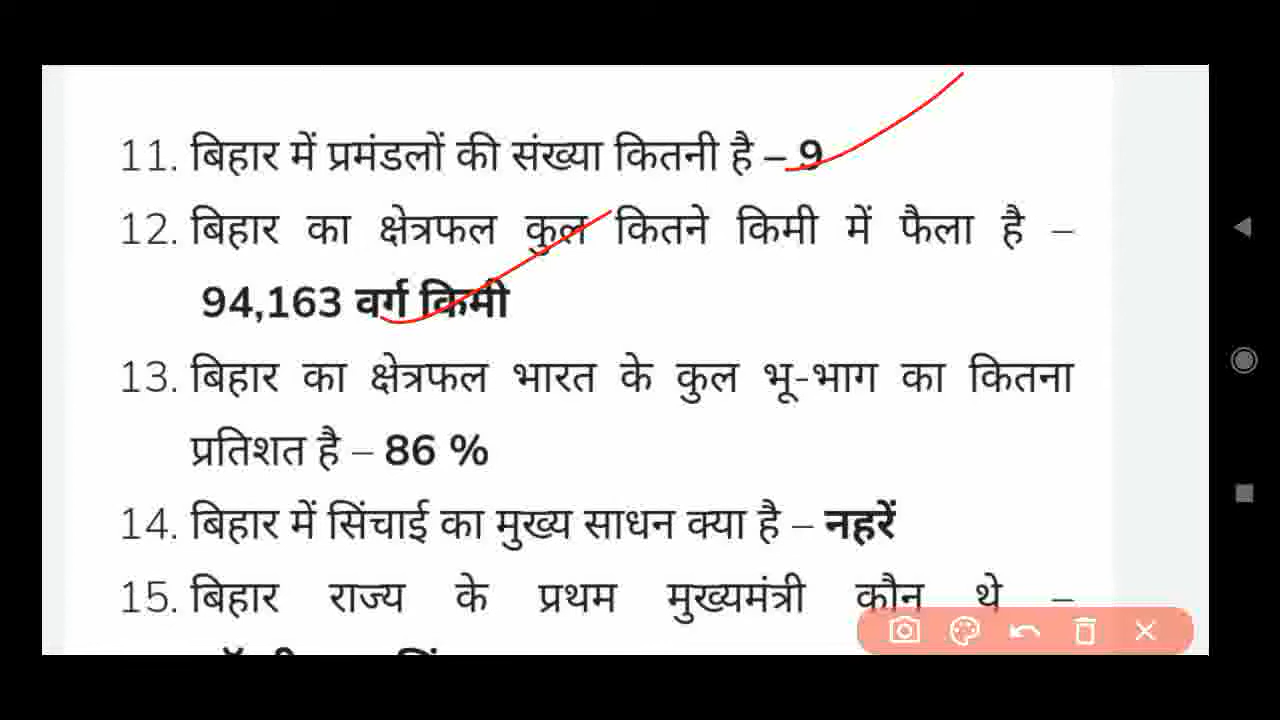 11. बिहार में प्रमंडलों की संख्या कितनी है – 9
12. बिहार का क्षेत्रफल कुल कितने किमी में फैला है –
94,163 वर्ग किमी
13. बिहार का क्षेत्रफल भारत के कुल भू-भाग का कितना
प्रतिशत है – 86 %
14. बिहार में सिंचाई का मुख्य साधन क्या है – नहरें
15. बिहार राज्य के प्रथम मुख्यमंत्री कौन थे –